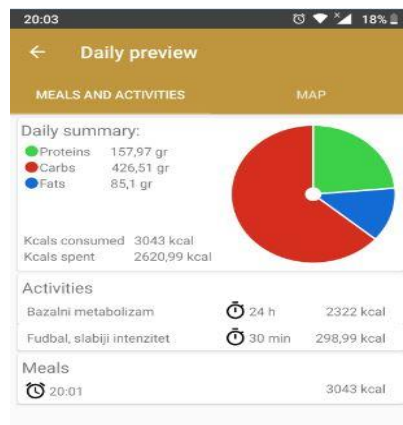 20:03 18%
Daily preview
MEALS AND ACTIVITIES MAP
Daily summary:
Proteins 157,97 gr
Carbs 426,51 gr
Fats 85,1 gr
Kcals consumed 3043 kcal
Kcals spent 2620,99 kcal
Activities
Bazalni metabolizam 24 h 2322 kcal
Fudbal, slabiji intenzitet 30 min 298,99 kcal
Meals
20:01 3043 kcal